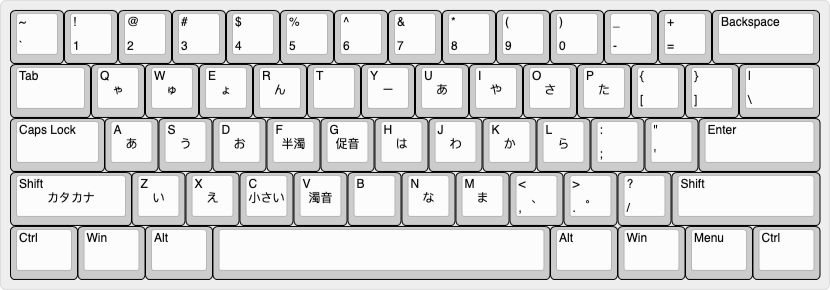 ~ ! @ # $ % ^ & * ( ) _ + Backspace
` 1 2 3 4 5 6 7 8 9 0 - =
Tab Q W E R T Y U I O P { } |
ゃ ゅ ょ ん ー あ や さ た [ ] \
Caps Lock A S D F G H J K L : " Enter
あ う お 半濁 促音 は わ か ら ; '
Shift Z X C V B N M < > ? Shift
カタカナ い え 小さい 濁音 な ま , 、 . 。 /
Ctrl Win Alt Alt Win Menu Ctrl